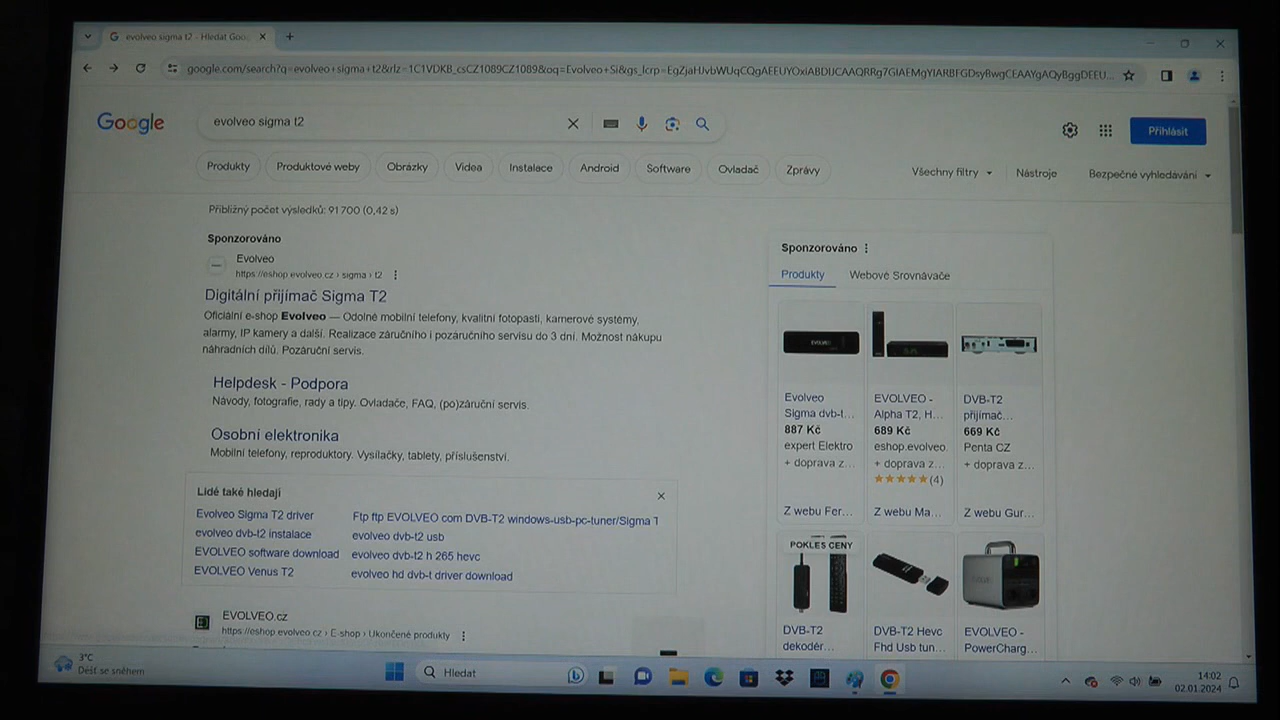 evolveo sigma t2 - Hledat Goo
google.com/search?q=evolveo+sigma+t2&rlz=1C1VDKB_csCZ1089CZ1089&oq=Evolveo+Si&gs_lcrp=
Google
evolveo sigma t2
Přihlásit
Produkty
Produktové weby
Obrázky
Videa
Instalace
Android
Software
Ovladač
Zprávy
Všechny filtry
Nástroje
Bezpečné vyhledávání
Přibližný počet výsledků: 91 700 (0,42 s)
Sponzorováno
Evolveo
https://eshop.evolveo.cz › sigma › t2
Digitální přijímač Sigma T2
Oficiální e-shop Evolveo — Odolné mobilní telefony, kvalitní fotopasti, kamerové systémy,
alarmy, IP kamery a další. Realizace záručního i pozáručního servisu do 3 dní. Možnost nákupu
náhradních dílů. Pozáruční servis.
Helpdesk - Podpora
Návody, fotografie, rady a tipy. Ovladače, FAQ, (po)záruční servis.
Osobní elektronika
Mobilní telefony, reproduktory. Vysílačky, tablety, příslušenství.
Lidé také hledají
Evolveo Sigma T2 driver
evolveo dvb-t2 instalace
EVOLVEO software download
EVOLVEO Venus T2
Ftp ftp EVOLVEO com DVB-T2 windows-usb-pc-tuner/Sigma T
evolveo dvb-t2 usb
evolveo dvb-t2 h 265 hevc
evolveo hd dvb-t driver download
EVOLVEO.cz
https://eshop.evolveo.cz › E-shop › Ukončené produkty
Sponzorováno
Produkty
Webové Srovnávače
Evolveo
Sigma dvb-t...
887 Kč
expert Elektro
+ doprava z...
Z webu Fer...
EVOLVEO -
Alpha T2, H...
689 Kč
eshop.evolveo.
+ doprava z...
(4)
Z webu Ma...
DVB-T2
přijímač...
669 Kč
Penta CZ
+ doprava z...
Z webu Gur...
POKLES CENY
DVB-T2
dekodér...
DVB-T2 Hevc
Fhd Usb tun...
EVOLVEO -
PowerCharg...
3°C
Déšť se sněhem
Hledat
14:02
02.01.2024